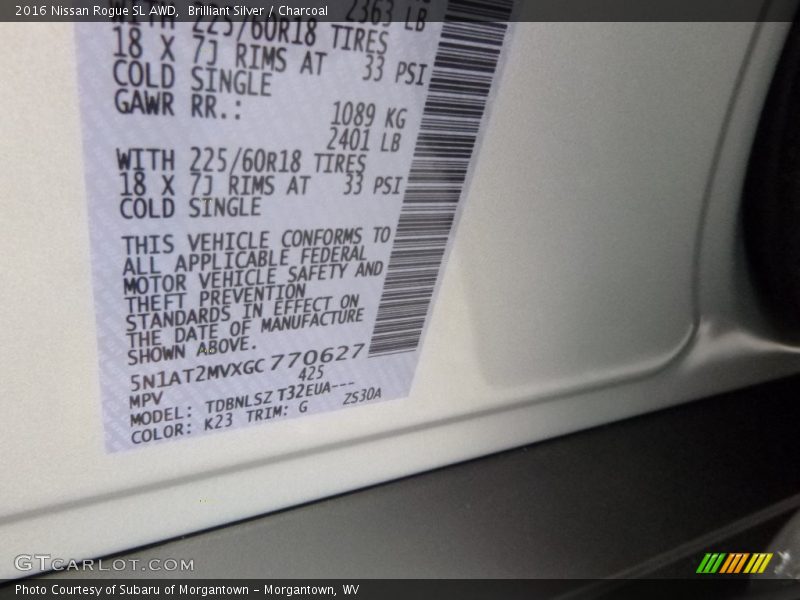 2016 Nissan Rogue SL AWD,  Brilliant Silver / Charcoal
2363 LB
WITH 225/60R18 TIRES
18 X 7J RIMS AT 33 PSI
COLD SINGLE
GAWR RR.: 1089 KG
2401 LB
WITH 225/60R18 TIRES
18 X 7J RIMS AT 33 PSI
COLD SINGLE
THIS VEHICLE CONFORMS TO
ALL APPLICABLE FEDERAL
MOTOR VEHICLE SAFETY AND
THEFT PREVENTION
STANDARDS IN EFFECT ON
THE DATE OF MANUFACTURE
SHOWN ABOVE.
5N1AT2MVXGC770627
MPV 425
MODEL: TDBNLSZ T32EUA---
COLOR: K23 TRIM: G ZS30A
GTCARLOT.COM
Photo Courtesy of Subaru of Morgantown – Morgantown, WV